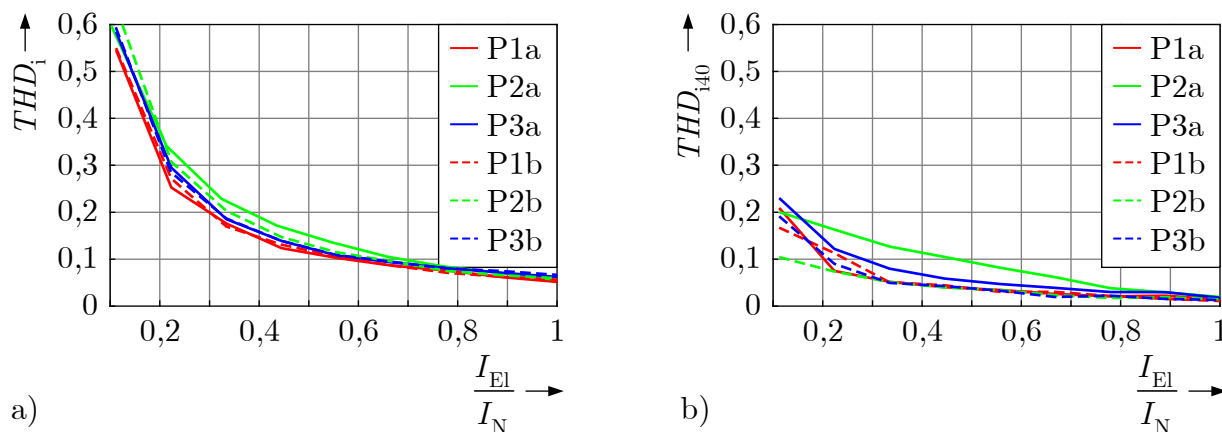 THD_i
0,6
0,5
0,4
0,3
0,2
0,1
0
0,2 0,4 0,6 0,8 1
P1a
P2a
P3a
P1b
P2b
P3b
I_El
I_N
a)
THD_i40
0,6
0,5
0,4
0,3
0,2
0,1
0
0,2 0,4 0,6 0,8 1
P1a
P2a
P3a
P1b
P2b
P3b
I_El
I_N
b)